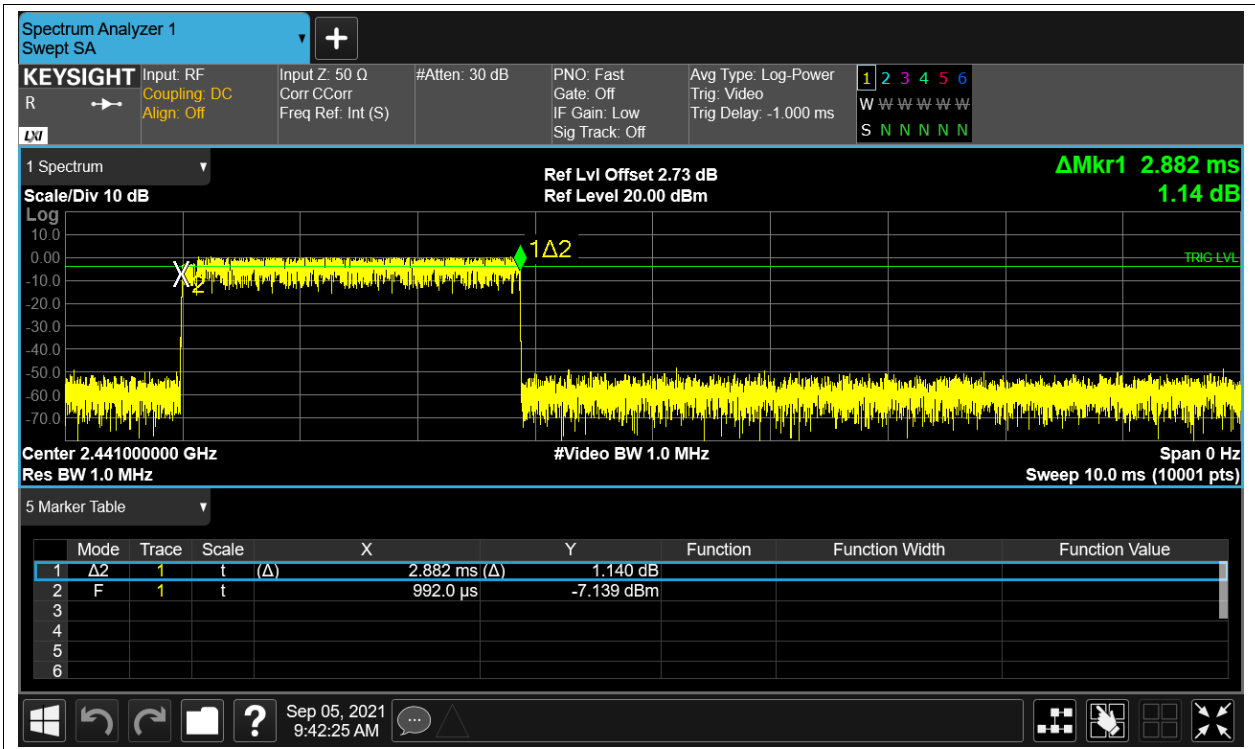 Spectrum Analyzer 1
Swept SA
KEYSIGHT Input: RF Input Z: 50 Ω #Atten: 30 dB PNO: Fast Avg Type: Log-Power 1 2 3 4 5 6
R Coupling: DC Corr CCorr Gate: Off Trig: Video W W W W W W
Align: Off Freq Ref: Int (S) IF Gain: Low Trig Delay: -1.000 ms
LXI Sig Track: Off S N N N N N
1 Spectrum Ref Lvl Offset 2.73 dB ΔMkr1 2.882 ms
Scale/Div 10 dB Ref Level 20.00 dBm 1.14 dB
Log
10.0
1Δ2
0.00 TRIG LVL
-10.0
2
-20.0
-30.0
-40.0
-50.0
-60.0
-70.0
Center 2.441000000 GHz #Video BW 1.0 MHz Span 0 Hz
Res BW 1.0 MHz Sweep 10.0 ms (10001 pts)
5 Marker Table
Mode Trace Scale X Y Function Function Width Function Value
1 Δ2 1 t (Δ) 2.882 ms (Δ) 1.140 dB
2 F 1 t 992.0 µs -7.139 dBm
3
4
5
6
? Sep 05, 2021
9:42:25 AM